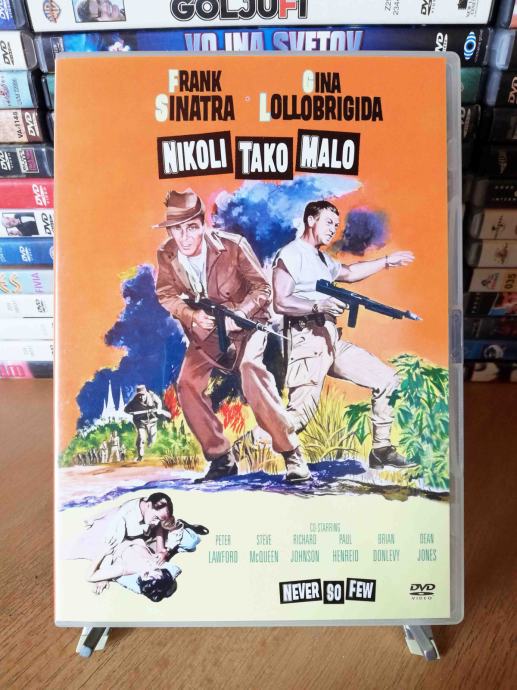 GOLJUFI
VOJNA SVETOV
FRANK SINATRA
GINA LOLLOBRIGIDA
NIKOLI TAKO MALO
CO-STARRING
PETER LAWFORD
STEVE McQUEEN
RICHARD JOHNSON
PAUL HENREID
BRIAN DONLEVY
DEAN JONES
NEVER SO FEW
DVD
VIDEO